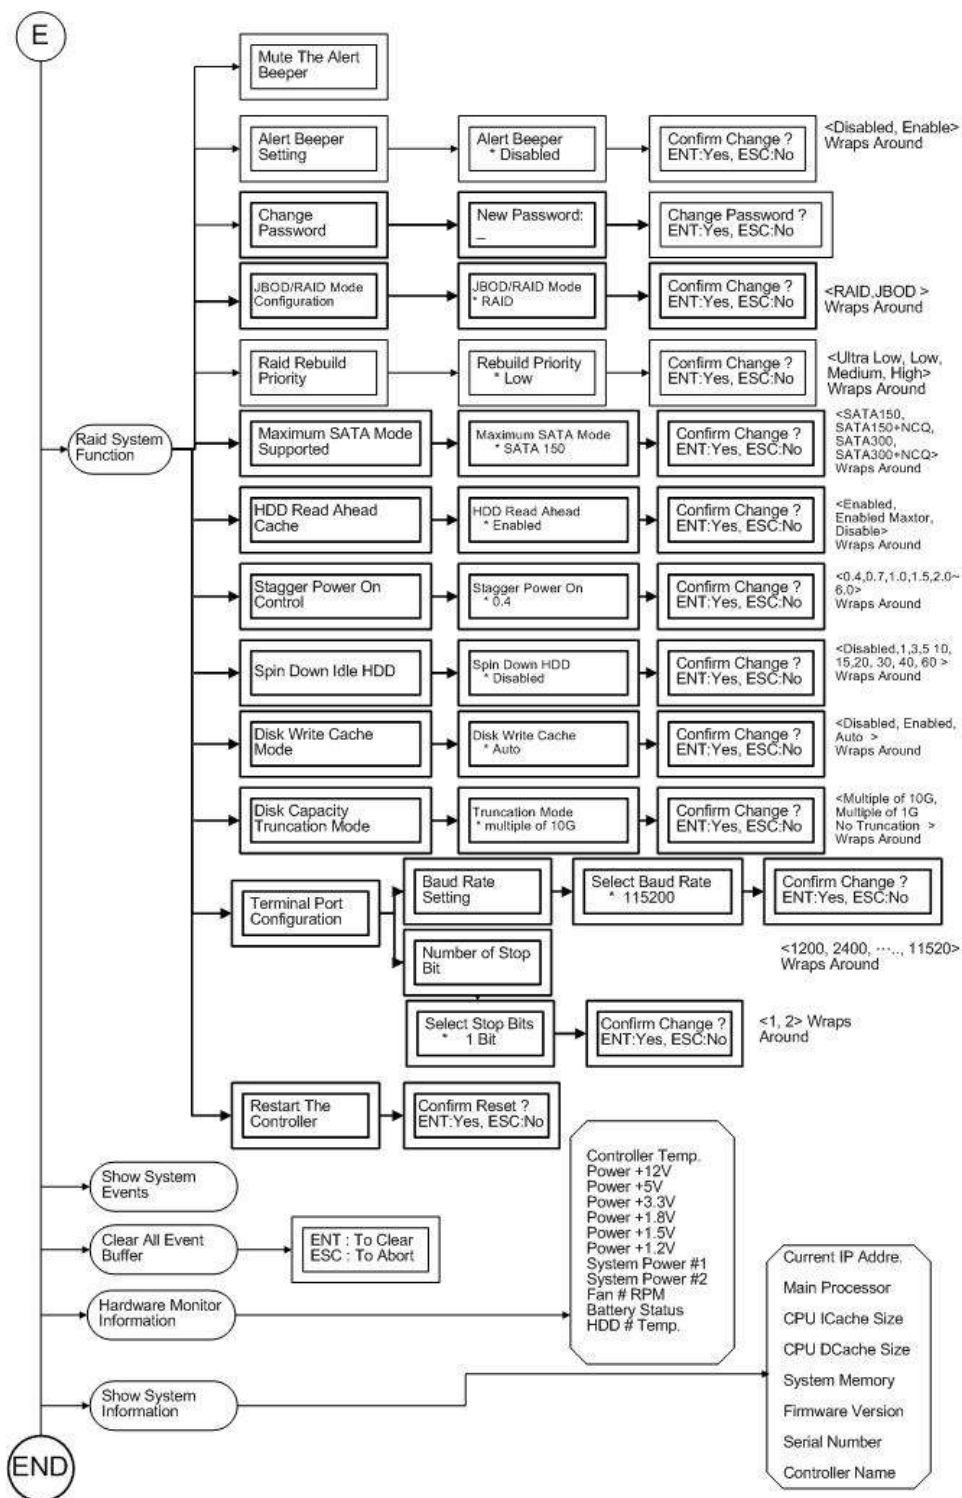 E
Mute The Alert
Beeper
Alert Beeper
Setting
Alert Beeper
* Disabled
Confirm Change ?
ENT:Yes, ESC:No
<Disabled, Enable>
Wraps Around
Change
Password
New Password:
_
Change Password ?
ENT:Yes, ESC:No
JBOD/RAID Mode
Configuration
JBOD/RAID Mode
* RAID
Confirm Change ?
ENT:Yes, ESC:No
<RAID,JBOD >
Wraps Around
Raid Rebuild
Priority
Rebuild Priority
* Low
Confirm Change ?
ENT:Yes, ESC:No
<Ultra Low, Low,
Medium, High>
Wraps Around
Raid System
Function
Maximum SATA Mode
Supported
Maximum SATA Mode
* SATA 150
Confirm Change ?
ENT:Yes, ESC:No
<SATA150,
SATA150+NCQ,
SATA300,
SATA300+NCQ>
Wraps Around
HDD Read Ahead
Cache
HDD Read Ahead
* Enabled
Confirm Change ?
ENT:Yes, ESC:No
<Enabled,
Enabled Maxtor,
Disable>
Wraps Around
Stagger Power On
Control
Stagger Power On
* 0.4
Confirm Change ?
ENT:Yes, ESC:No
<0.4,0.7,1.0,1.5,2.0~
6.0>
Wraps Around
Spin Down Idle HDD
Spin Down HDD
* Disabled
Confirm Change ?
ENT:Yes, ESC:No
<Disabled,1,3,5 10,
15,20, 30, 40, 60 >
Wraps Around
Disk Write Cache
Mode
Disk Write Cache
* Auto
Confirm Change ?
ENT:Yes, ESC:No
<Disabled, Enabled,
Auto >
Wraps Around
Disk Capacity
Truncation Mode
Truncation Mode
* multiple of 10G
Confirm Change ?
ENT:Yes, ESC:No
<Multiple of 10G,
Multiple of 1G
No Truncation >
Wraps Around
Terminal Port
Configuration
Baud Rate
Setting
Select Baud Rate
* 115200
Confirm Change ?
ENT:Yes, ESC:No
<1200, 2400, ....., 11520>
Wraps Around
Number of Stop
Bit
Select Stop Bits
* 1 Bit
Confirm Change ?
ENT:Yes, ESC:No
<1, 2> Wraps
Around
Restart The
Controller
Confirm Reset ?
ENT:Yes, ESC:No
Show System
Events
Clear All Event
Buffer
ENT : To Clear
ESC : To Abort
Hardware Monitor
Information
Controller Temp.
Power +12V
Power +5V
Power +3.3V
Power +1.8V
Power +1.5V
Power +1.2V
System Power #1
System Power #2
Fan # RPM
Battery Status
HDD # Temp.
Show System
Information
Current IP Addre.
Main Processor
CPU ICache Size
CPU DCache Size
System Memory
Firmware Version
Serial Number
Controller Name
END